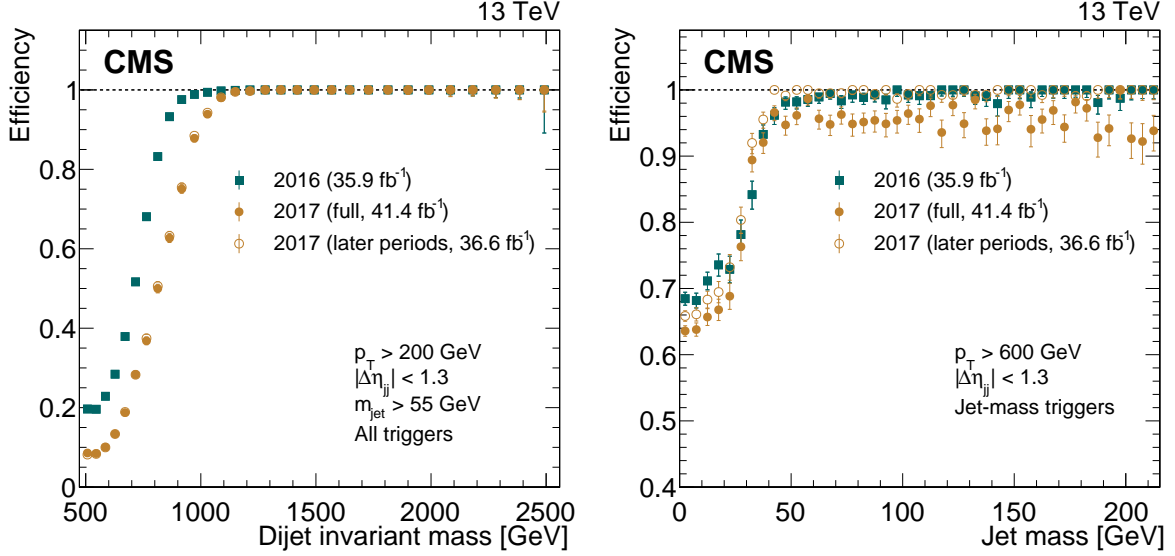 13 TeV
CMS
Efficiency
1
0.8
0.6
0.4
0.2
0
2016 (35.9 fb⁻¹)
2017 (full, 41.4 fb⁻¹)
2017 (later periods, 36.6 fb⁻¹)
p_T > 200 GeV
|Δη_jj| < 1.3
m_jet > 55 GeV
All triggers
500 1000 1500 2000 2500
Dijet invariant mass [GeV]
13 TeV
CMS
Efficiency
1
0.9
0.8
0.7
0.6
0.5
0.4
2016 (35.9 fb⁻¹)
2017 (full, 41.4 fb⁻¹)
2017 (later periods, 36.6 fb⁻¹)
p_T > 600 GeV
|Δη_jj| < 1.3
Jet-mass triggers
0 50 100 150 200
Jet mass [GeV]